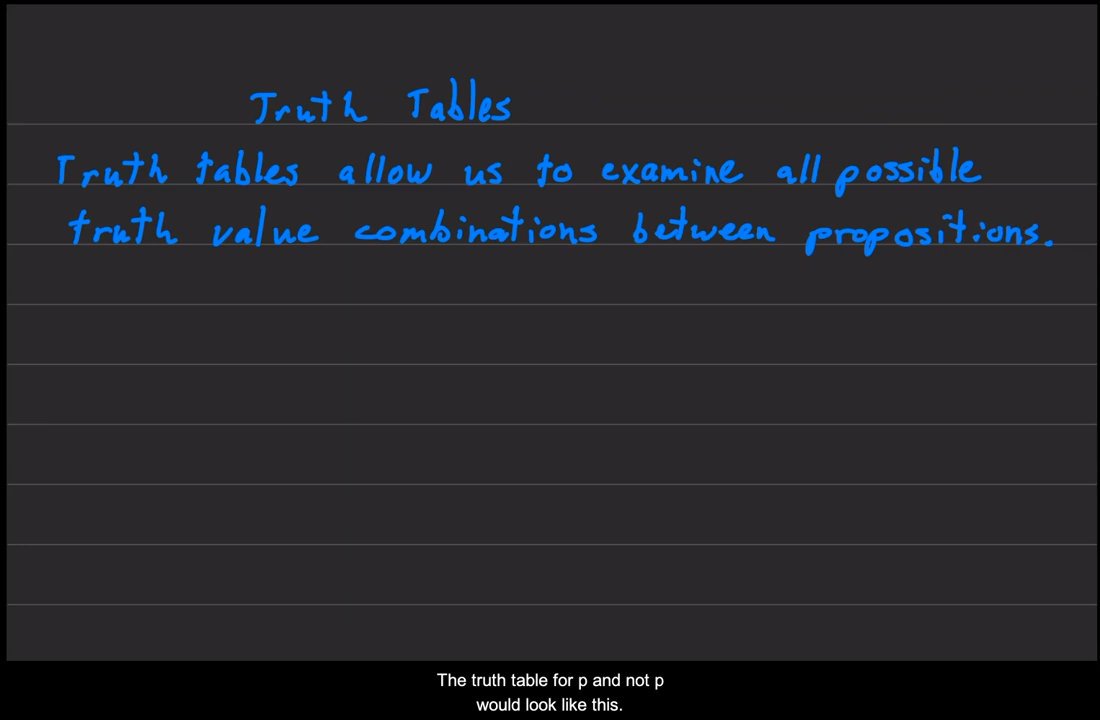 Truth Tables
Truth tables allow us to examine all possible
truth value combinations between propositions.
The truth table for p and not p
would look like this.